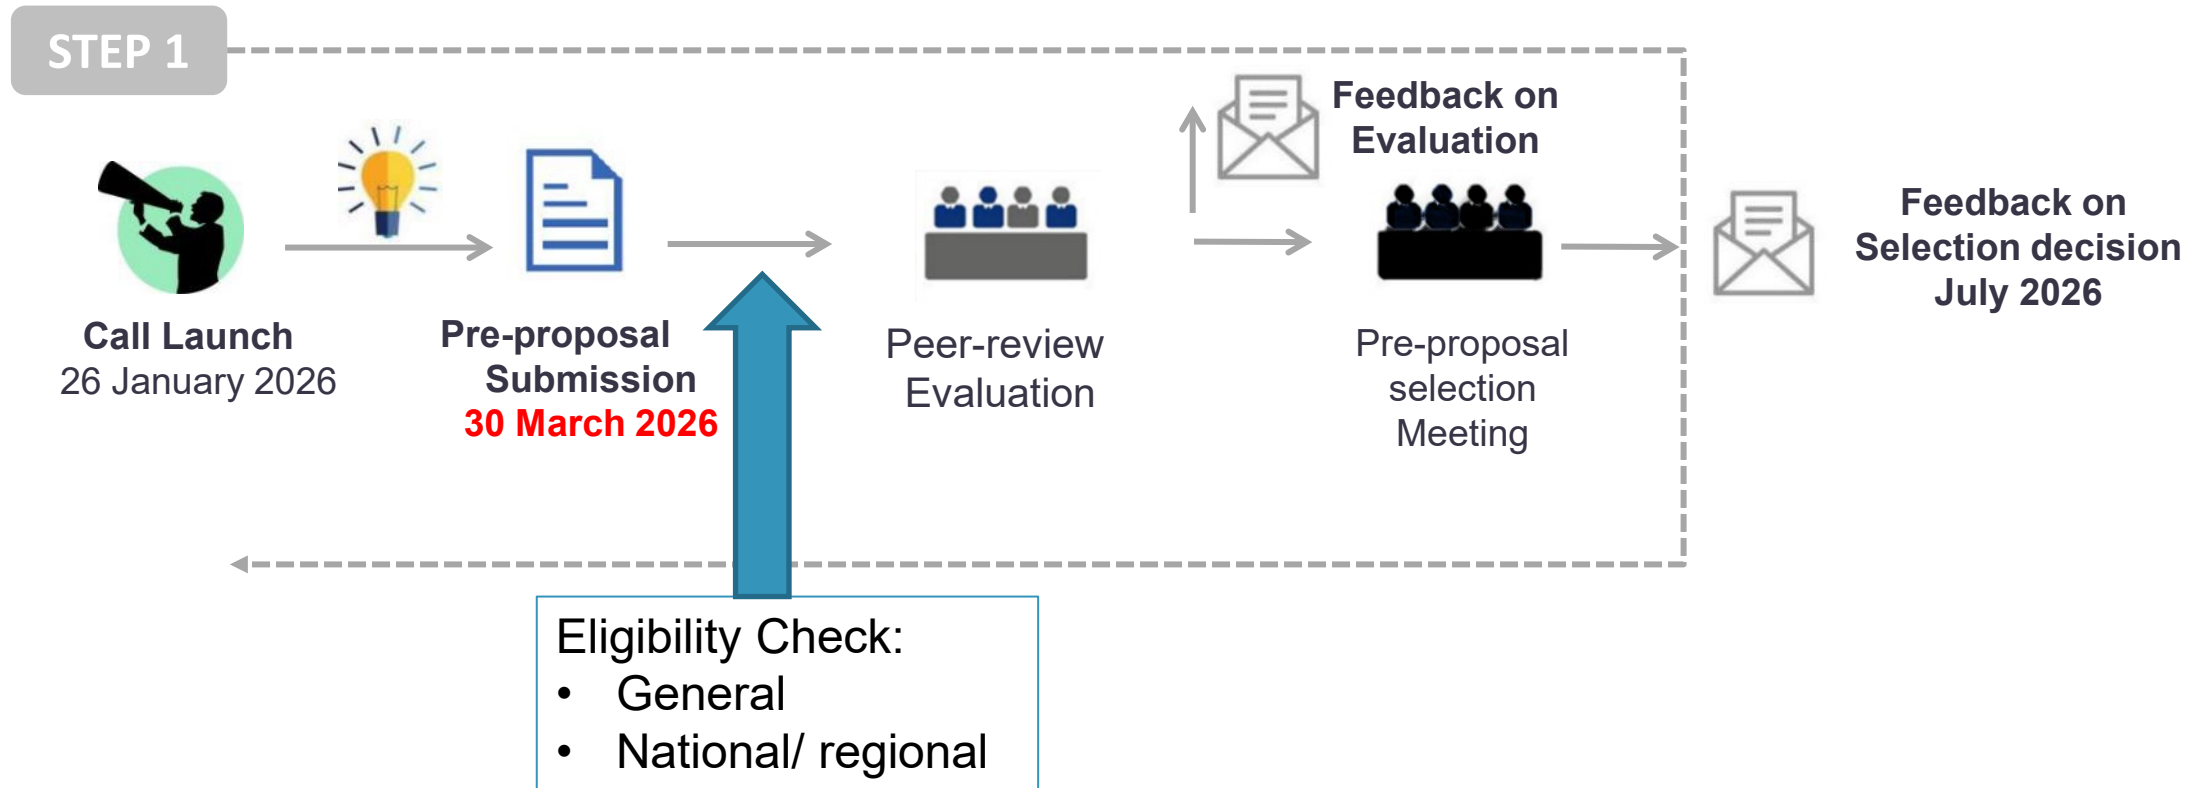 STEP 1
Call Launch
26 January 2026
Pre-proposal
Submission
30 March 2026
Peer-review
Evaluation
Feedback on
Evaluation
Pre-proposal
selection
Meeting
Feedback on
Selection decision
July 2026
Eligibility Check:
• General
• National/ regional